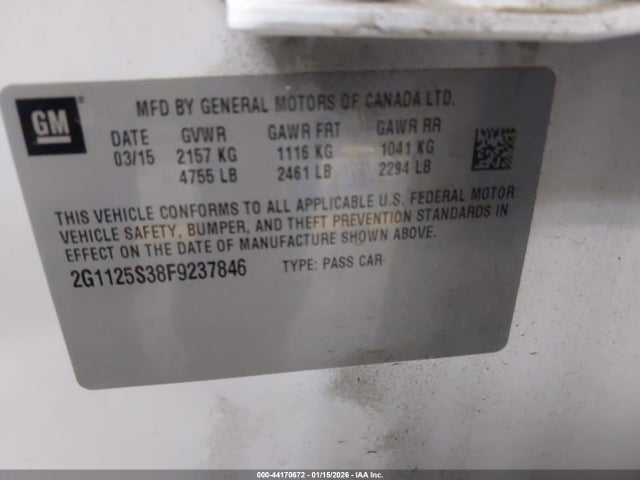 GM
MFD BY GENERAL MOTORS OF CANADA LTD.
DATE GVWR GAWR FRT GAWR RR
03/15 2157 KG 1116 KG 1041 KG
4755 LB 2461 LB 2294 LB
THIS VEHICLE CONFORMS TO ALL APPLICABLE U.S. FEDERAL MOTOR
VEHICLE SAFETY, BUMPER, AND THEFT PREVENTION STANDARDS IN
EFFECT ON THE DATE OF MANUFACTURE SHOWN ABOVE.
2G1125S38F9237846 TYPE: PASS CAR
000-44170672 - 01/15/2026 - IAA Inc.